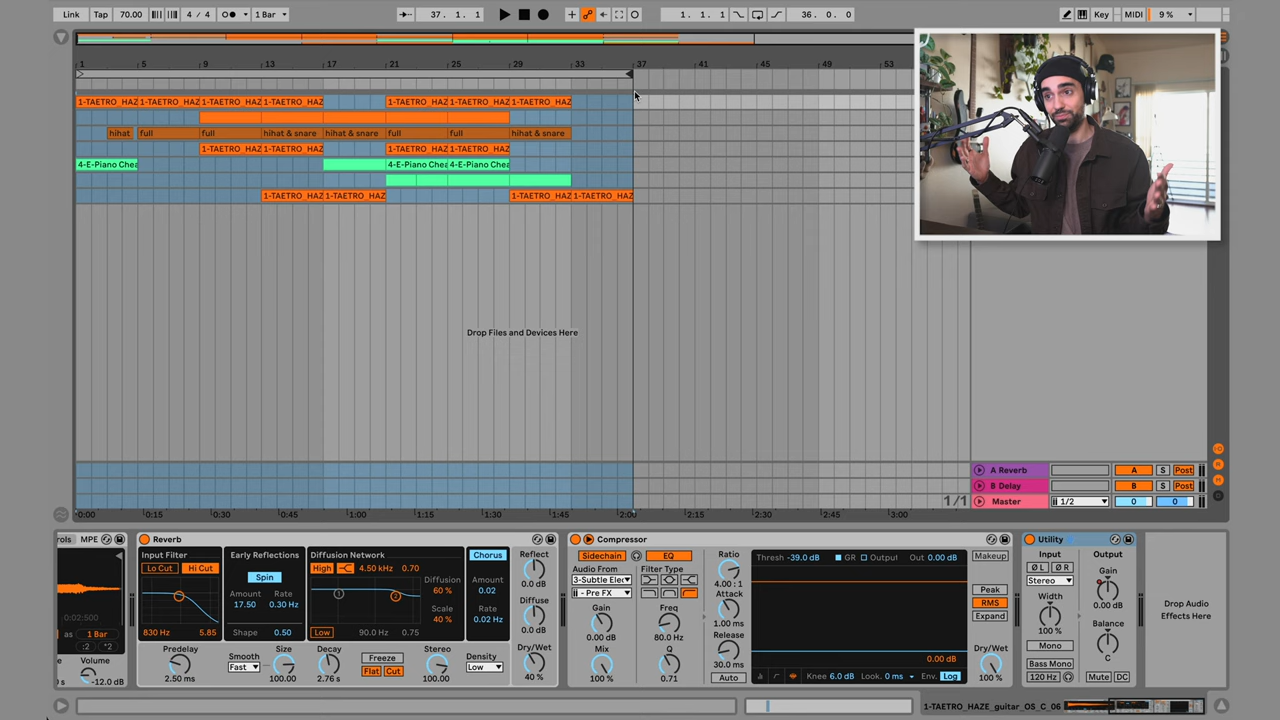 Link Tap 70.00 4 / 4 1 Bar 37. 1. 1 1. 1. 1 36. 0. 0 Key MIDI 9 %
1 5 9 13 17 21 25 29 33 37 41 45 49 53
1-TAETRO_HAZ 1-TAETRO_HAZ 1-TAETRO_HAZ 1-TAETRO_HAZ 1-TAETRO_HAZ 1-TAETRO_HAZ 1-TAETRO_HAZ
hihat full full hihat & snare hihat & snare full full hihat & snare
1-TAETRO_HAZ 1-TAETRO_HAZ 1-TAETRO_HAZ 1-TAETRO_HAZ
4-E-Piano Chea 4-E-Piano Chea 4-E-Piano Chea
1-TAETRO_HAZ 1-TAETRO_HAZ 1-TAETRO_HAZ 1-TAETRO_HAZ
Drop Files and Devices Here
A Reverb A S Post
B Delay B S Post
1/1 Master 1/2 0 0
0:00 0:15 0:30 0:45 1:00 1:15 1:30 1:45 2:00 2:15 2:30 2:45 3:00
rols MPE Reverb Compressor Utility
Input Filter Early Reflections Diffusion Network Chorus Reflect
Lo Cut Hi Cut Spin High 4.50 kHz 0.70 Amount 0.02 0.0 dB
Amount Rate Diffusion 60 % Diffuse
17.50 0.30 Hz Scale 40 % Rate 0.02 Hz 0.0 dB
830 Hz 5.85 Shape 0.50 Low 90.0 Hz 0.75
0:02:500
as 1 Bar
:2 *2
Volume -12.0 dB
Predelay Smooth Size Decay Freeze Stereo Density Dry/Wet
2.50 ms Fast 100.00 2.76 s Flat Cut 100.00 Low 40 %
Sidechain EQ Ratio Thresh -39.0 dB GR Output Out 0.00 dB Makeup
Audio From Filter Type 4.00 : 1
3-Subtle Elec Attack Peak
- Pre FX RMS
Gain Freq 1.00 ms Expand
0.00 dB 80.0 Hz Release
Mix Q 30.0 ms 0.00 dB Dry/Wet
100 % 0.71 Auto Knee 6.0 dB Look. 0 ms Env. Log 100 %
Input Output
Ø L Ø R Gain
Stereo
Width 0.00 dB
100 % Balance
Mono
Bass Mono C
120 Hz Mute DC
Drop Audio
Effects Here
1-TAETRO_HAZE_guitar_OS_C_06